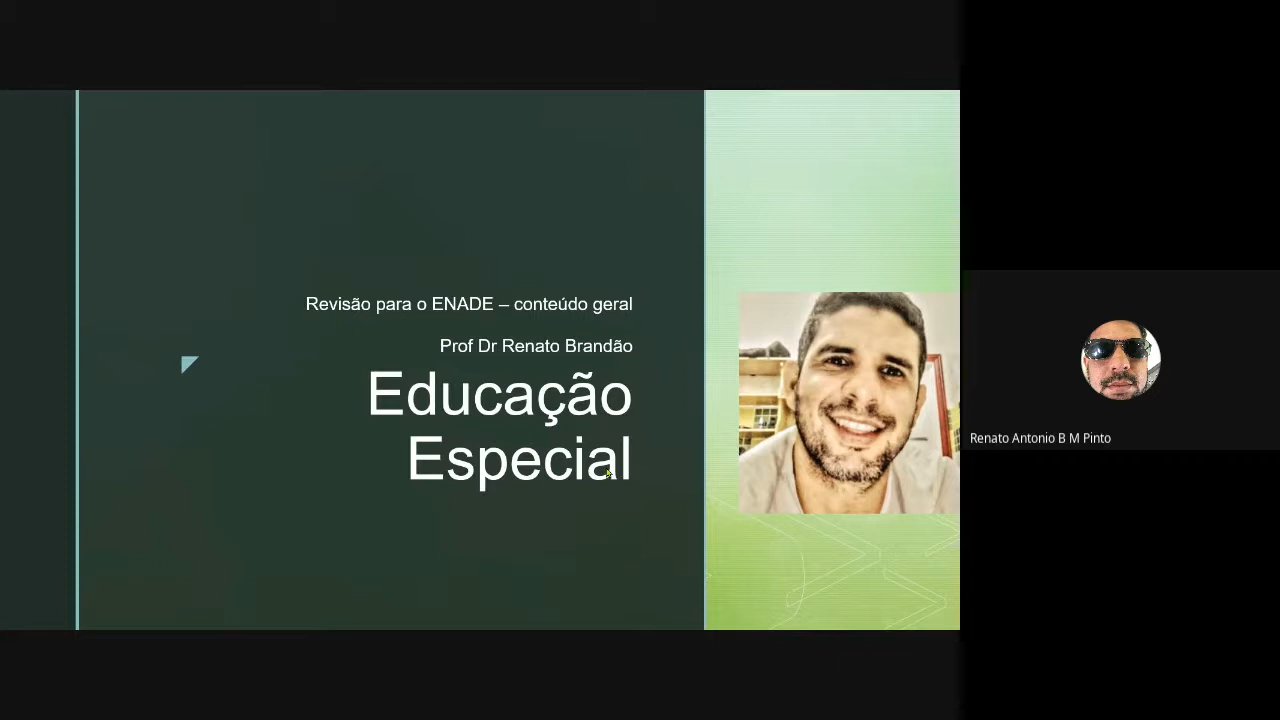 Revisão para o ENADE – conteúdo geral
Prof Dr Renato Brandão
Educação
Especial
Renato Antonio B M Pinto